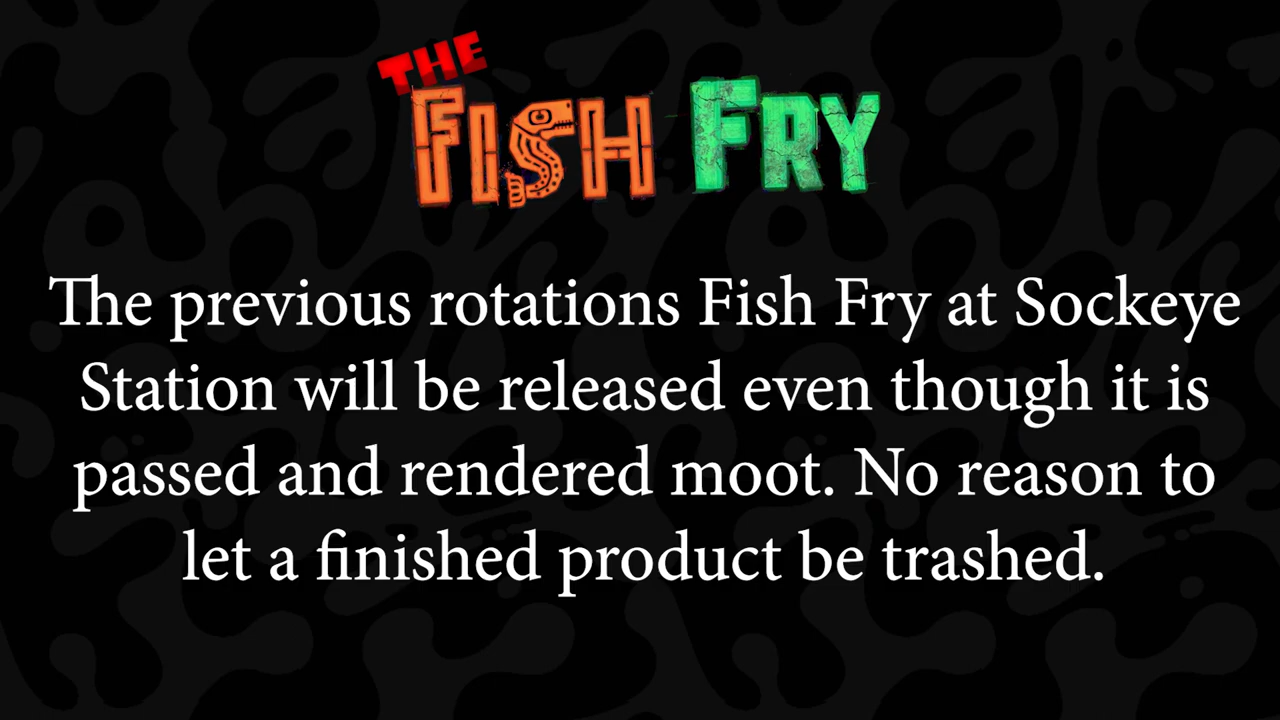 THE
FISH FRY
The previous rotations Fish Fry at Sockeye
Station will be released even though it is
passed and rendered moot. No reason to
let a finished product be trashed.